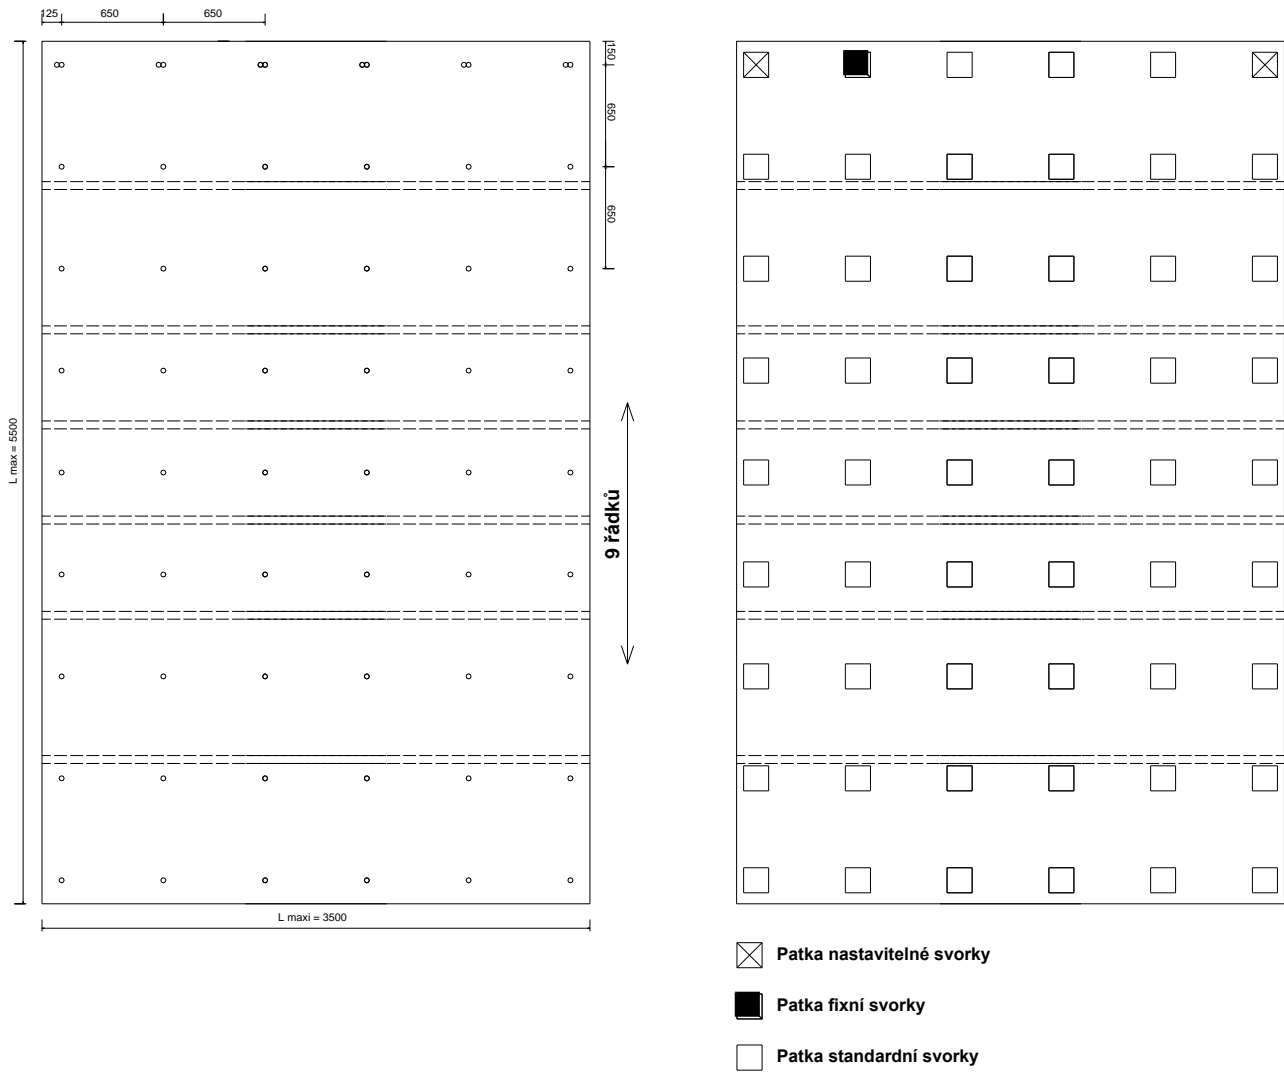 125
650
650
150
650
650
L max = 5500
9 řádků
L maxi = 3500
Patka nastavitelné svorky
Patka fixní svorky
Patka standardní svorky